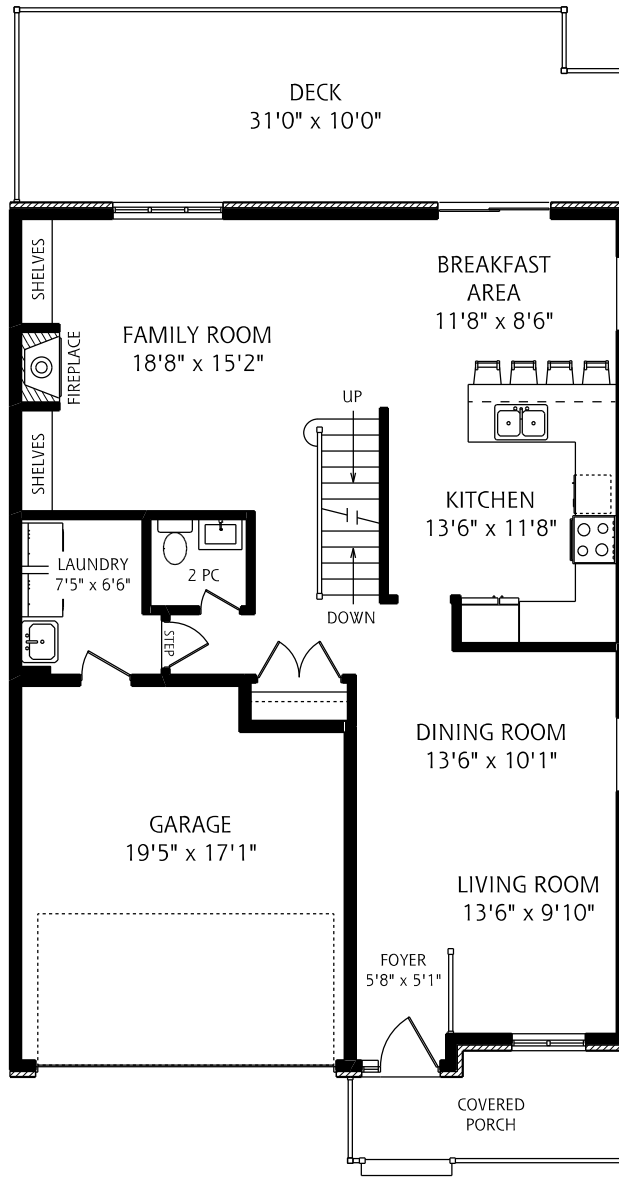 DECK
31'0" x 10'0"
SHELVES
BREAKFAST
AREA
11'8" x 8'6"
FAMILY ROOM
18'8" x 15'2"
FIREPLACE
UP
SHELVES
KITCHEN
13'6" x 11'8"
LAUNDRY
7'5" x 6'6"
2 PC
DOWN
STEP
DINING ROOM
13'6" x 10'1"
GARAGE
19'5" x 17'1"
LIVING ROOM
13'6" x 9'10"
FOYER
5'8" x 5'1"
COVERED
PORCH